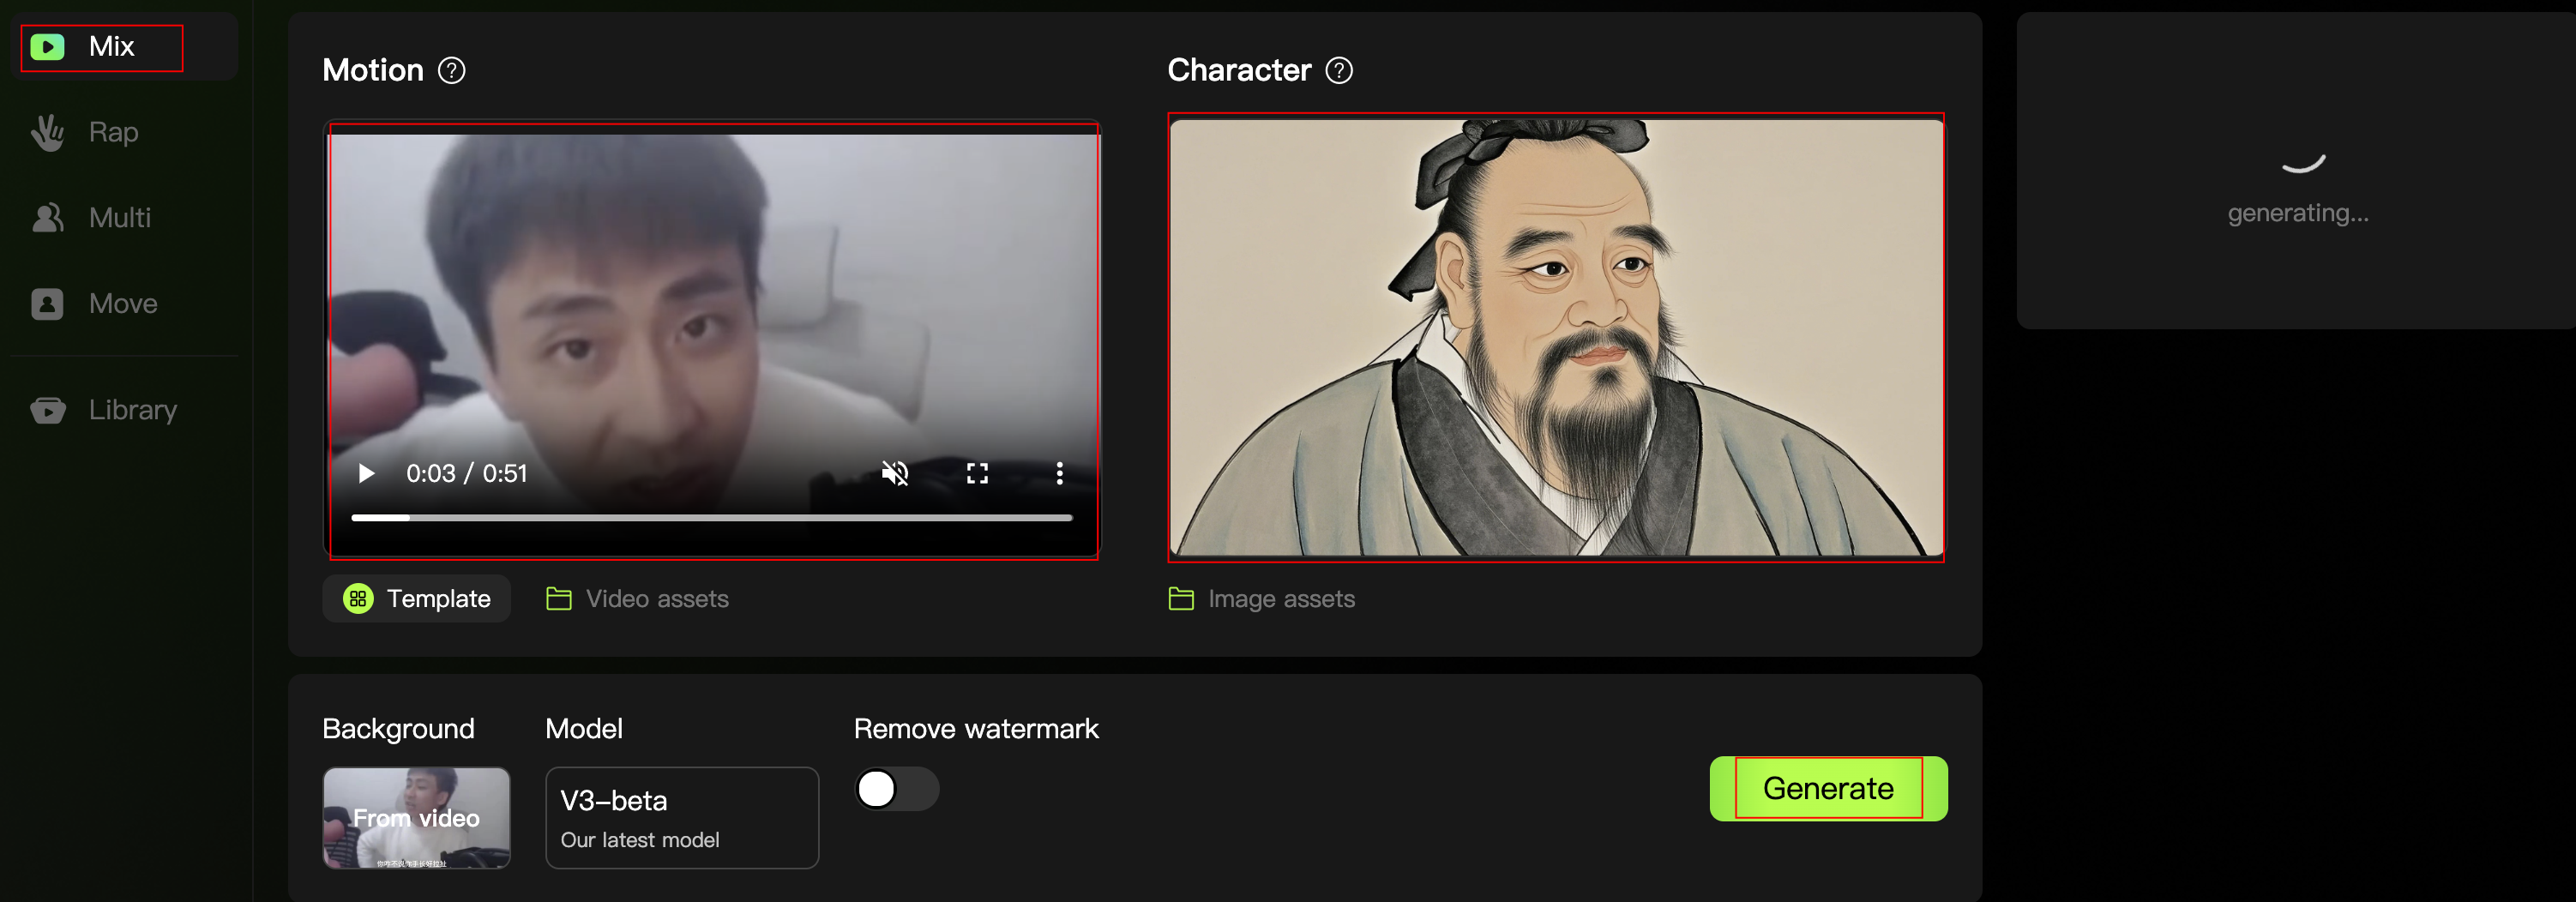 Mix
Rap
Multi
Move
Library
Motion ?
0:03 / 0:51
Template
Video assets
Character ?
Image assets
generating...
Background
From video
Model
V3-beta
Our latest model
Remove watermark
Generate